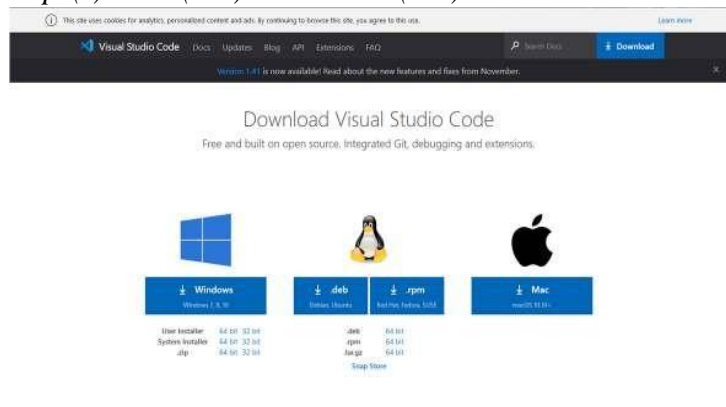 This site uses cookies for analytics, personalized content and ads. By continuing to browse this site, you agree to this use.
Learn more
Visual Studio Code Docs Updates Blog API Extensions FAQ
Search Docs
Download
Version 1.41 is now available! Read about the new features and fixes from November.
Download Visual Studio Code
Free and built on open source. Integrated Git, debugging and extensions.
Windows
Windows 7, 8, 10
.deb
Debian, Ubuntu
.rpm
Red Hat, Fedora, SUSE
Mac
macOS 10.10+
User Installer 64 bit 32 bit
System Installer 64 bit 32 bit
.zip 64 bit 32 bit
.deb 64 bit
.rpm 64 bit
.tar.gz 64 bit
Snap Store